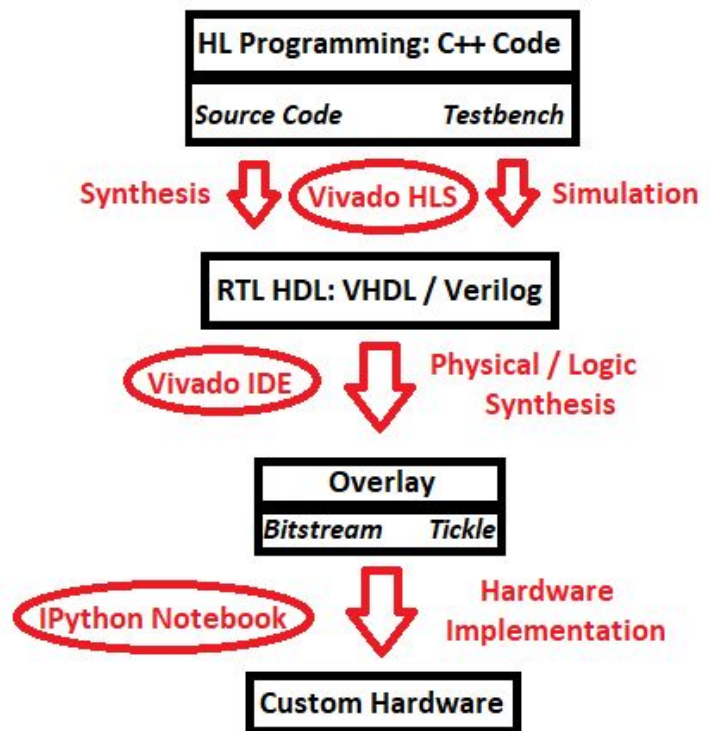 HL Programming: C++ Code
Source Code Testbench
Synthesis Vivado HLS Simulation
RTL HDL: VHDL / Verilog
Vivado IDE Physical / Logic
Synthesis
Overlay
Bitstream Tickle
IPython Notebook Hardware
Implementation
Custom Hardware